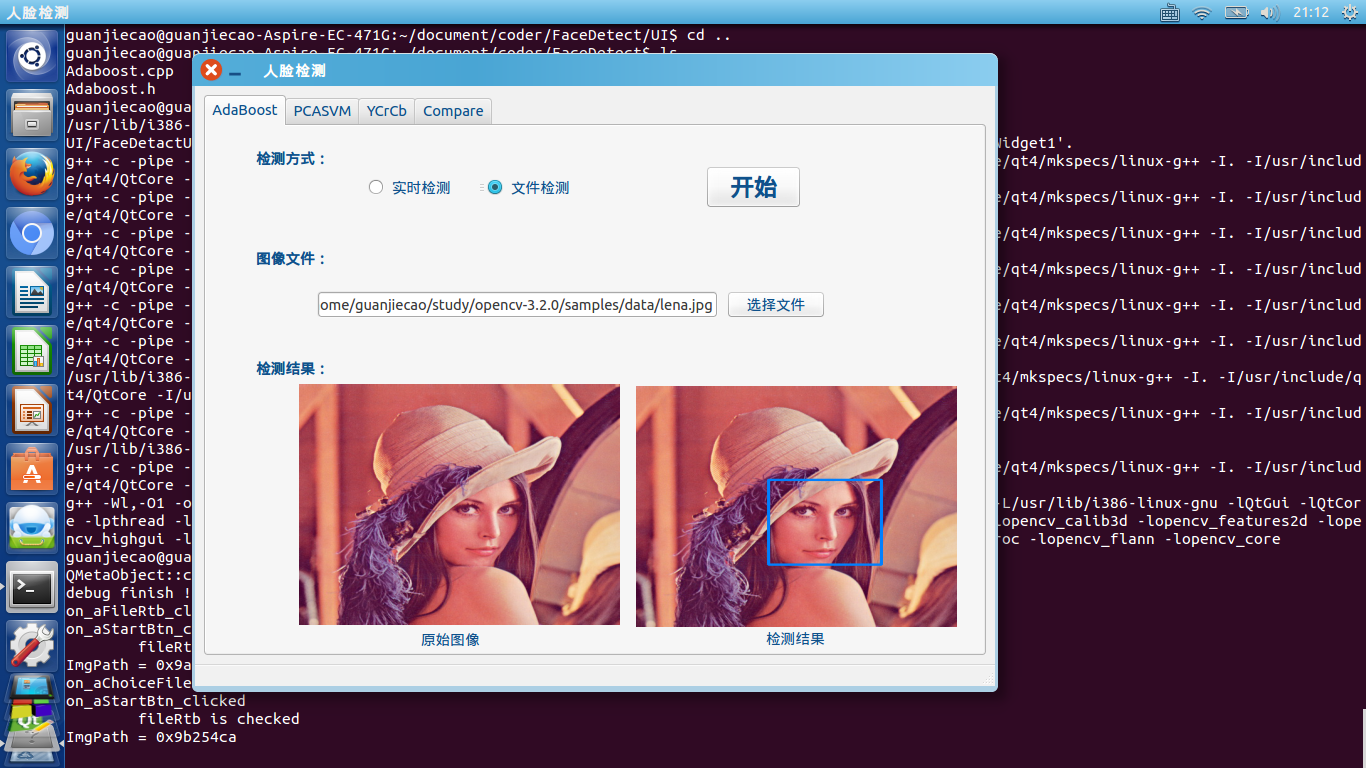 人脸检测
21:12
guanjiecao@guanjiecao-Aspire-EC-471G:~/document/coder/FaceDetect/UI$ cd ..
guanjiecao@guanjiecao-Aspire-EC-471G:~/document/coder/FaceDetect$ ls
Adaboost.cpp
Adaboost.h
guanjiecao@gua
/usr/lib/i386-
UI/FaceDetactU
Widget1'.
g++ -c -pipe -
e/qt4/mkspecs/linux-g++ -I. -I/usr/includ
e/qt4/QtCore -
g++ -c -pipe -
e/qt4/mkspecs/linux-g++ -I. -I/usr/includ
e/qt4/QtCore -
g++ -c -pipe -
e/qt4/mkspecs/linux-g++ -I. -I/usr/includ
e/qt4/QtCore -
g++ -c -pipe -
e/qt4/mkspecs/linux-g++ -I. -I/usr/includ
e/qt4/QtCore -
g++ -c -pipe -
e/qt4/mkspecs/linux-g++ -I. -I/usr/includ
e/qt4/QtCore -
g++ -c -pipe -
e/qt4/mkspecs/linux-g++ -I. -I/usr/includ
e/qt4/QtCore -
/usr/lib/i386-
t4/mkspecs/linux-g++ -I. -I/usr/include/q
t4/QtCore -I/u
g++ -c -pipe -
e/qt4/mkspecs/linux-g++ -I. -I/usr/includ
e/qt4/QtCore -
/usr/lib/i386-
g++ -c -pipe -
e/qt4/mkspecs/linux-g++ -I. -I/usr/includ
e/qt4/QtCore -
g++ -Wl,-O1 -o
-L/usr/lib/i386-linux-gnu -lQtGui -lQtCor
e -lpthread -l
lopencv_calib3d -lopencv_features2d -lope
ncv_highgui -l
roc -lopencv_flann -lopencv_core
guanjiecao@gua
QMetaObject::c
debug finish !
on_aFileRtb_cl
on_aStartBtn_c
fileRt
ImgPath = 0x9a
on_aChoiceFile
on_aStartBtn_clicked
fileRtb is checked
ImgPath = 0x9b254ca
人脸检测
AdaBoost
PCASVM
YCrCb
Compare
检测方式：
实时检测
文件检测
开始
图像文件：
ome/guanjiecao/study/opencv-3.2.0/samples/data/lena.jpg
选择文件
检测结果：
原始图像
检测结果